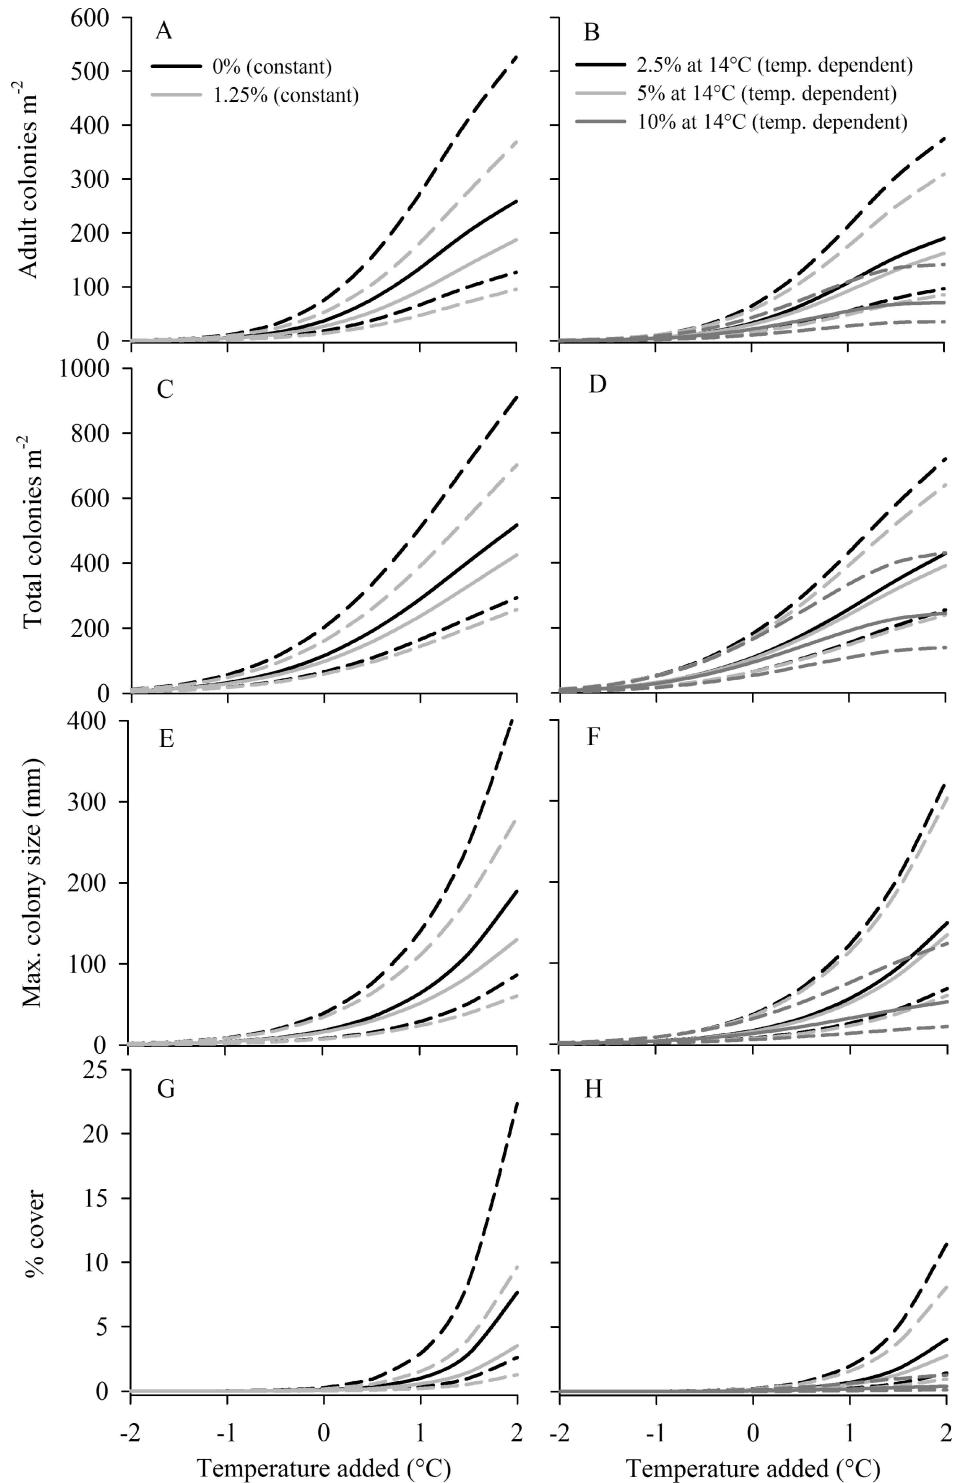 A
0% (constant)
1.25% (constant)
600
500
400
300
200
100
0
Adult colonies m-2
B
2.5% at 14°C (temp. dependent)
5% at 14°C (temp. dependent)
10% at 14°C (temp. dependent)
C
1000
800
600
400
200
0
Total colonies m-2
D
E
400
300
200
100
0
Max. colony size (mm)
F
G
25
20
15
10
5
0
% cover
H
-2 -1 0 1 2
Temperature added (°C)
-2 -1 0 1 2
Temperature added (°C)